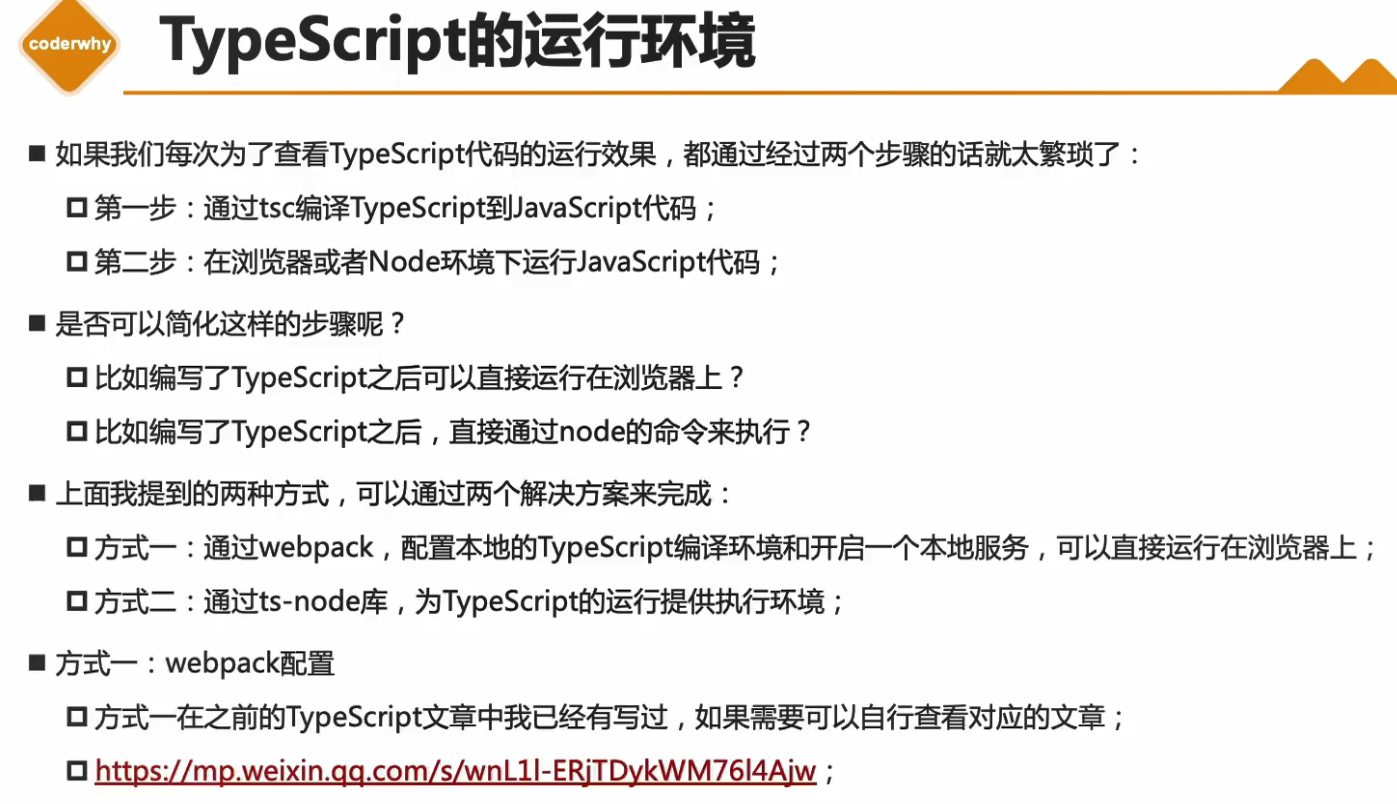 coderwhy
TypeScript的运行环境
■ 如果我们每次为了查看TypeScript代码的运行效果，都通过经过两个步骤的话就太繁琐了：
第一步：通过tsc编译TypeScript到JavaScript代码；
第二步：在浏览器或者Node环境下运行JavaScript代码；
■ 是否可以简化这样的步骤呢？
比如编写了TypeScript之后可以直接运行在浏览器上？
比如编写了TypeScript之后，直接通过node的命令来执行？
■ 上面我提到的两种方式，可以通过两个解决方案来完成：
方式一：通过webpack，配置本地的TypeScript编译环境和开启一个本地服务，可以直接运行在浏览器上；
方式二：通过ts-node库，为TypeScript的运行提供执行环境；
■ 方式一：webpack配置
方式一在之前的TypeScript文章中我已经有写过，如果需要可以自行查看对应的文章；
https://mp.weixin.qq.com/s/wnL1l-ERjTDykWM76l4Ajw；